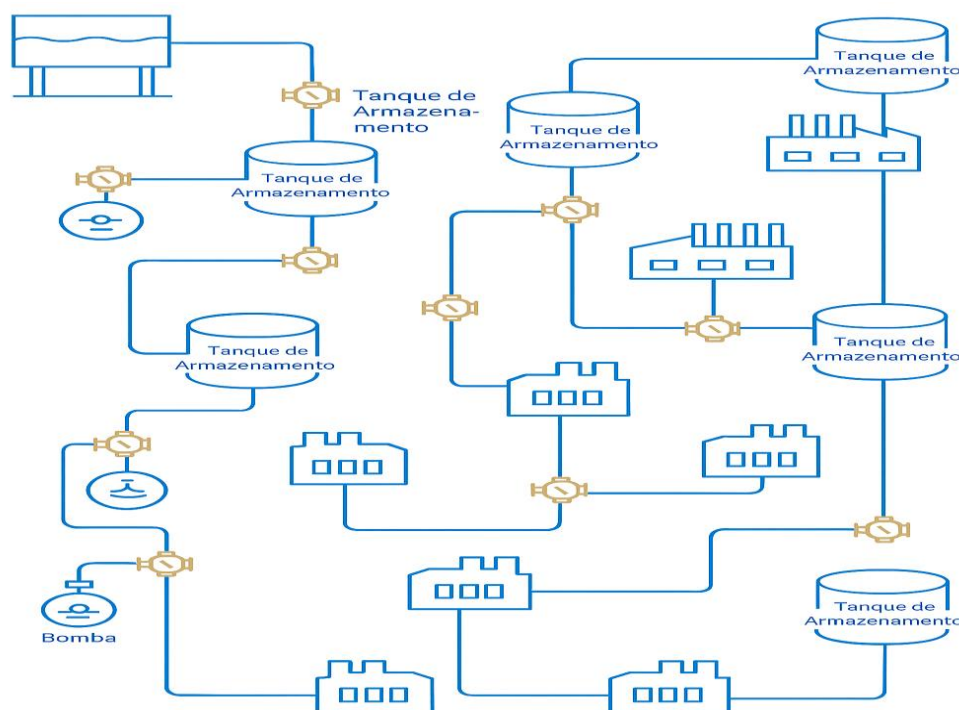 Tanque de
Armazenamento
Tanque de
Armazena-
mento
Tanque de
Armazenamento
Tanque de
Armazenamento
Tanque de
Armazenamento
Tanque de
Armazenamento
Tanque de
Armazenamento
Bomba